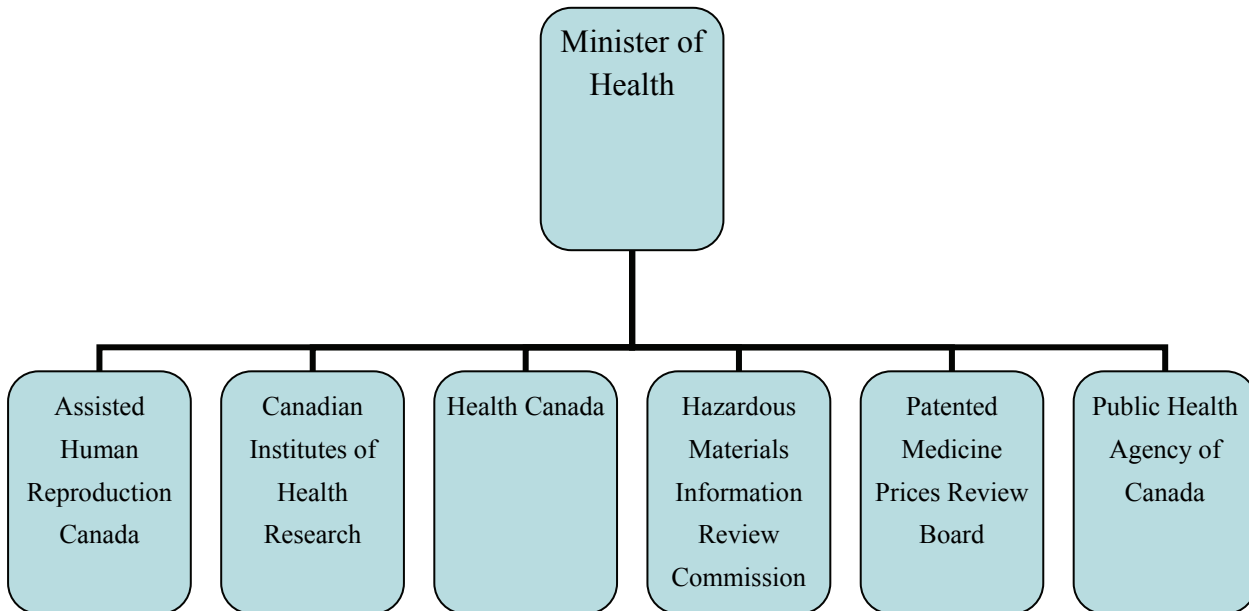 Minister of
Health
Assisted
Human
Reproduction
Canada
Canadian
Institutes of
Health
Research
Health Canada
Hazardous
Materials
Information
Review
Commission
Patented
Medicine
Prices Review
Board
Public Health
Agency of
Canada